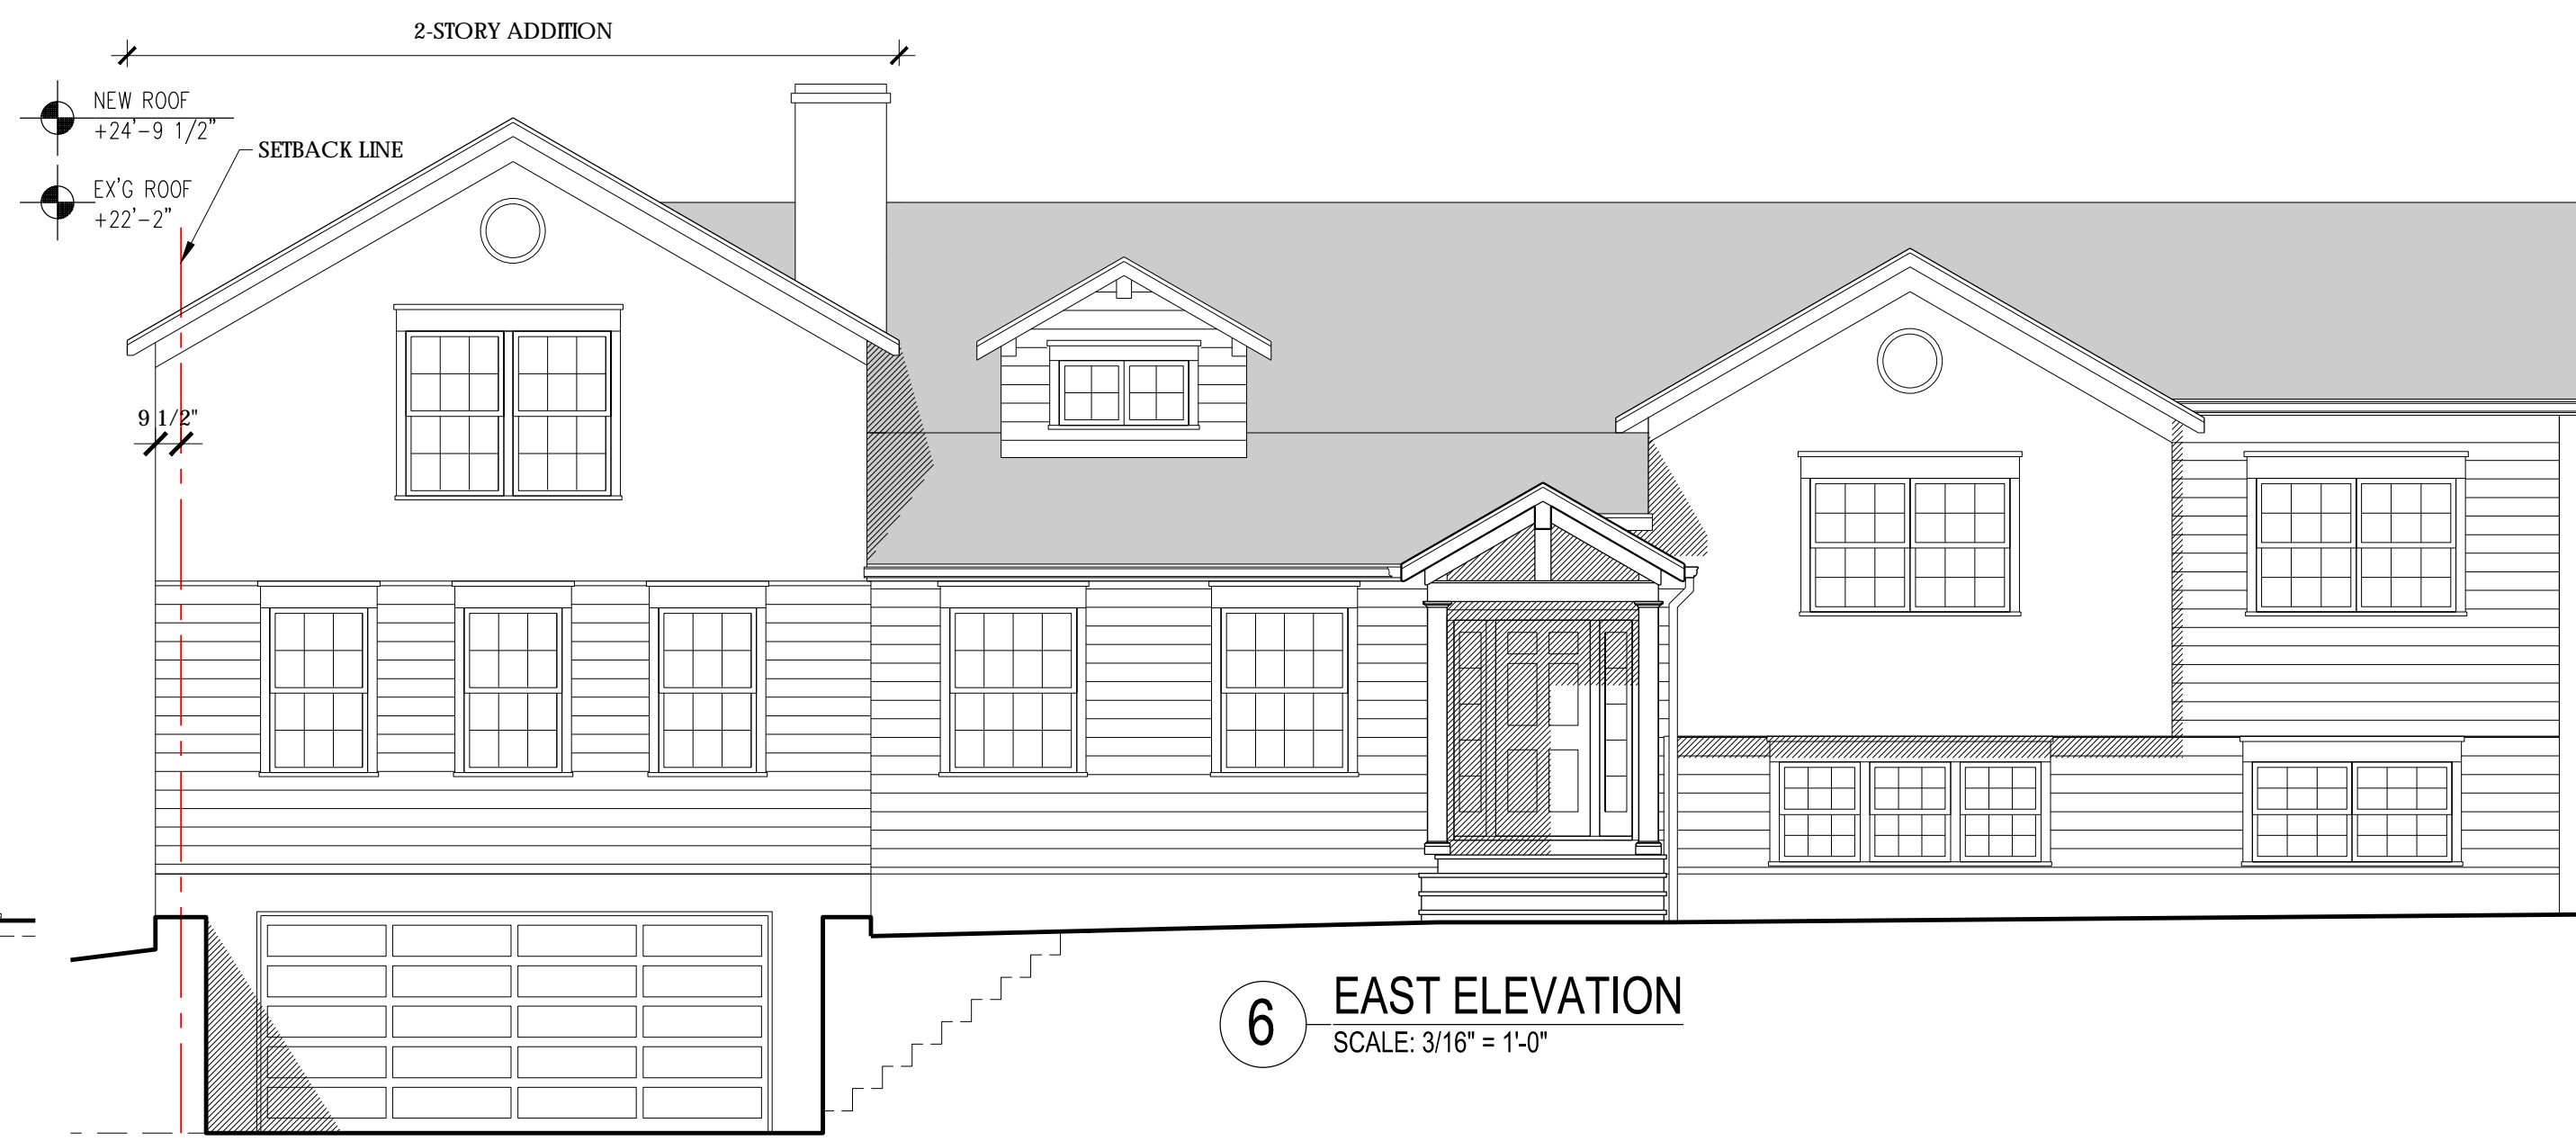 2-STORY ADDITION
NEW ROOF
+24'-9 1/2"
SETBACK LINE
EX'G ROOF
+22'-2"
9 1/2"
6
EAST ELEVATION
SCALE: 3/16" = 1'-0"